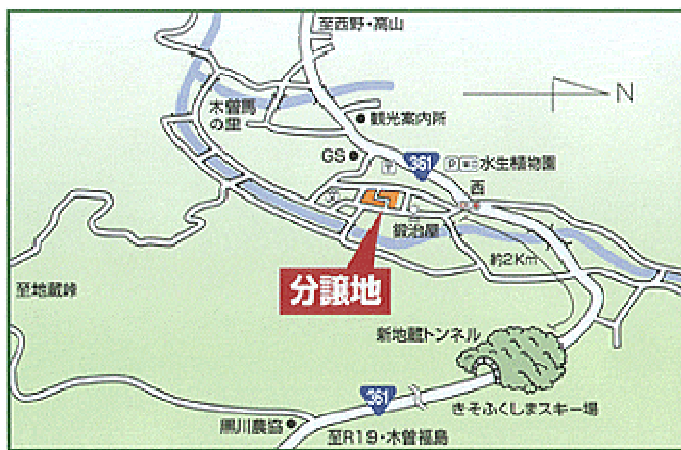 至西野・高山
N
木曽馬
の里
観光案内所
GS
〒
361
P
水生植物園
西
鍛冶屋
約2Km
分譲地
至地蔵峠
新地蔵トンネル
きそふくしまスキー場
361
黒川農協
至R19・木曽福島